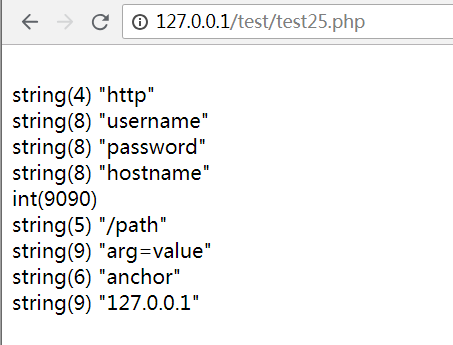 127.0.0.1/test/test25.php
string(4) "http"
string(8) "username"
string(8) "password"
string(8) "hostname"
int(9090)
string(5) "/path"
string(9) "arg=value"
string(6) "anchor"
string(9) "127.0.0.1"